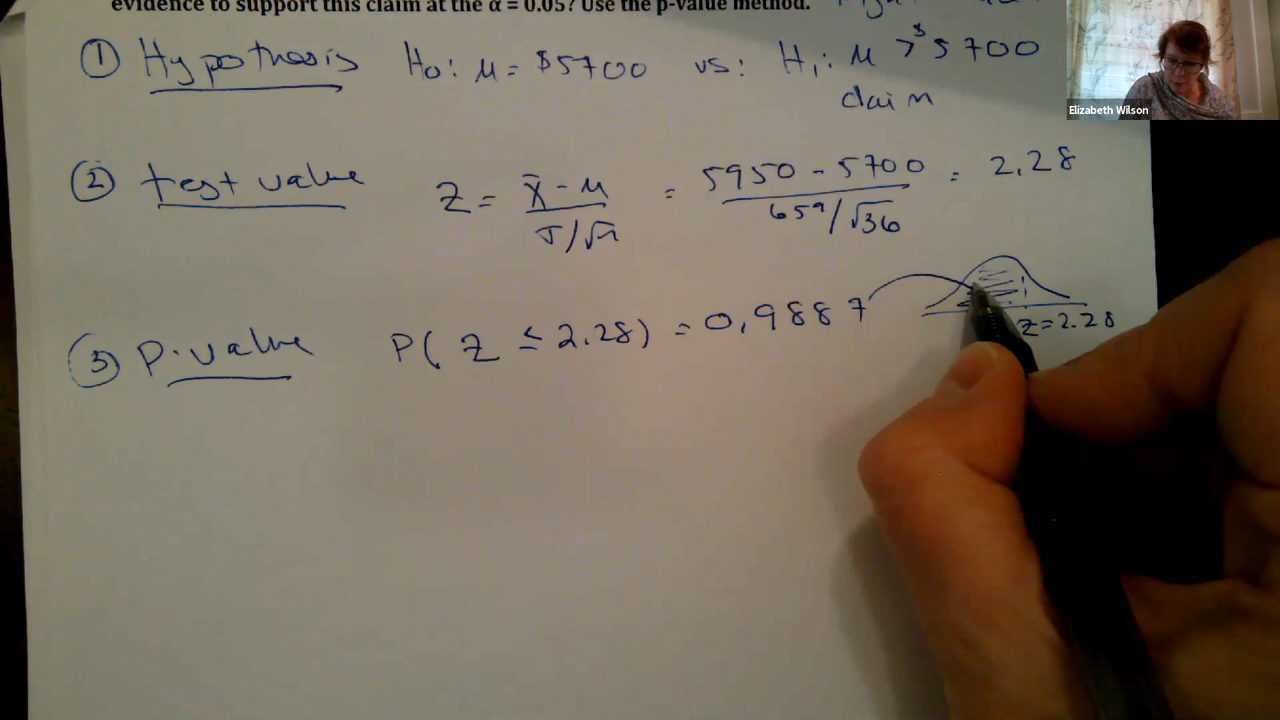 evidence to support this claim at the α = 0.05? Use the p-value method.
① Hypothesis H₀: μ = $5700 vs: H₁: μ > $5700
claim
Elizabeth Wilson
② test value Z = X̄ - μ / σ/√n = 5950 - 5700 / 659/√36 = 2.28
③ P-value P( Z ≤ 2.28) = 0.9887
Z = 2.28